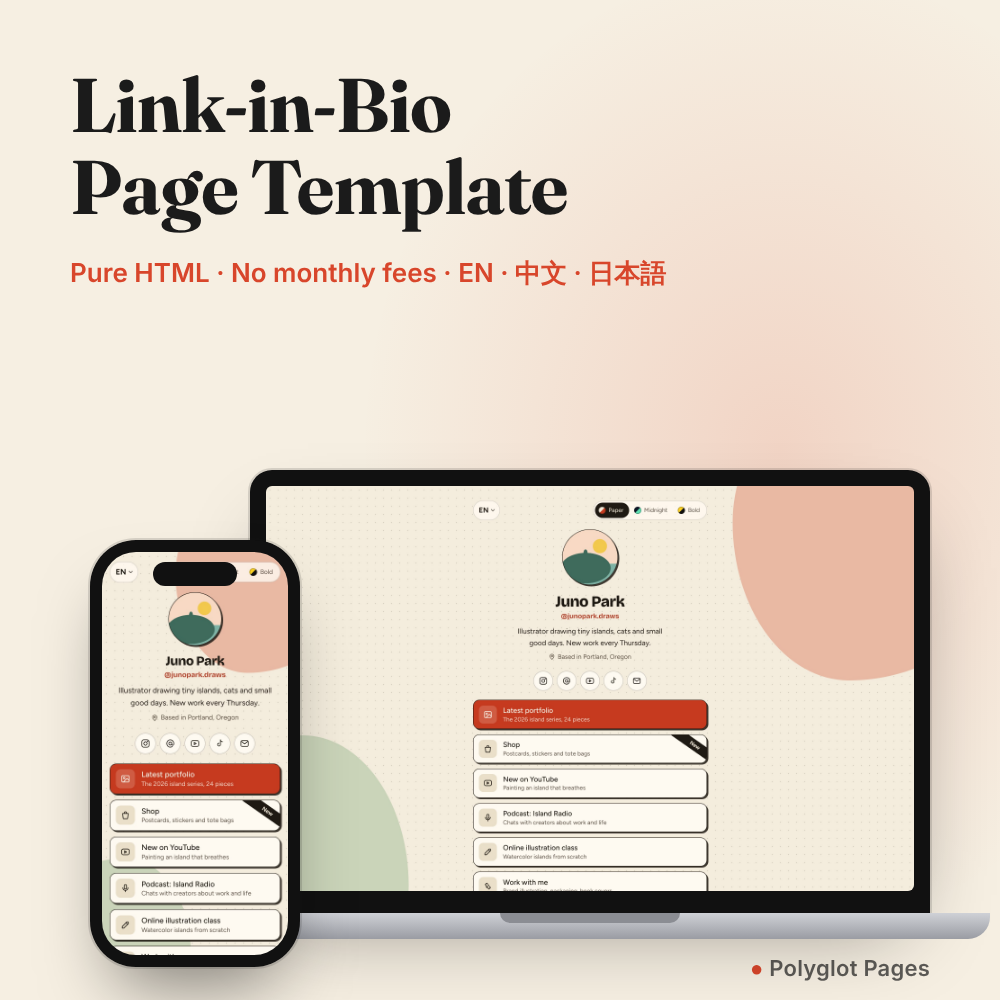 Link-in-Bio
Page Template
Pure HTML · No monthly fees · EN · 中文 · 日本語
EN
Paper
Midnight
Bold
Juno Park
@junopark.draws
Illustrator drawing tiny islands, cats and small
good days. New work every Thursday.
Based in Portland, Oregon
Latest portfolio
The 2026 island series, 24 pieces
Shop
Postcards, stickers and tote bags
New
New on YouTube
Painting an island that breathes
Podcast: Island Radio
Chats with creators about work and life
Online illustration class
Watercolor islands from scratch
Work with me
EN
Bold
Juno Park
@junopark.draws
Illustrator drawing tiny islands, cats and small
good days. New work every Thursday.
Based in Portland, Oregon
Latest portfolio
The 2026 island series, 24 pieces
Shop
Postcards, stickers and tote bags
New
New on YouTube
Painting an island that breathes
Podcast: Island Radio
Chats with creators about work and life
Online illustration class
Watercolor islands from scratch
Polyglot Pages